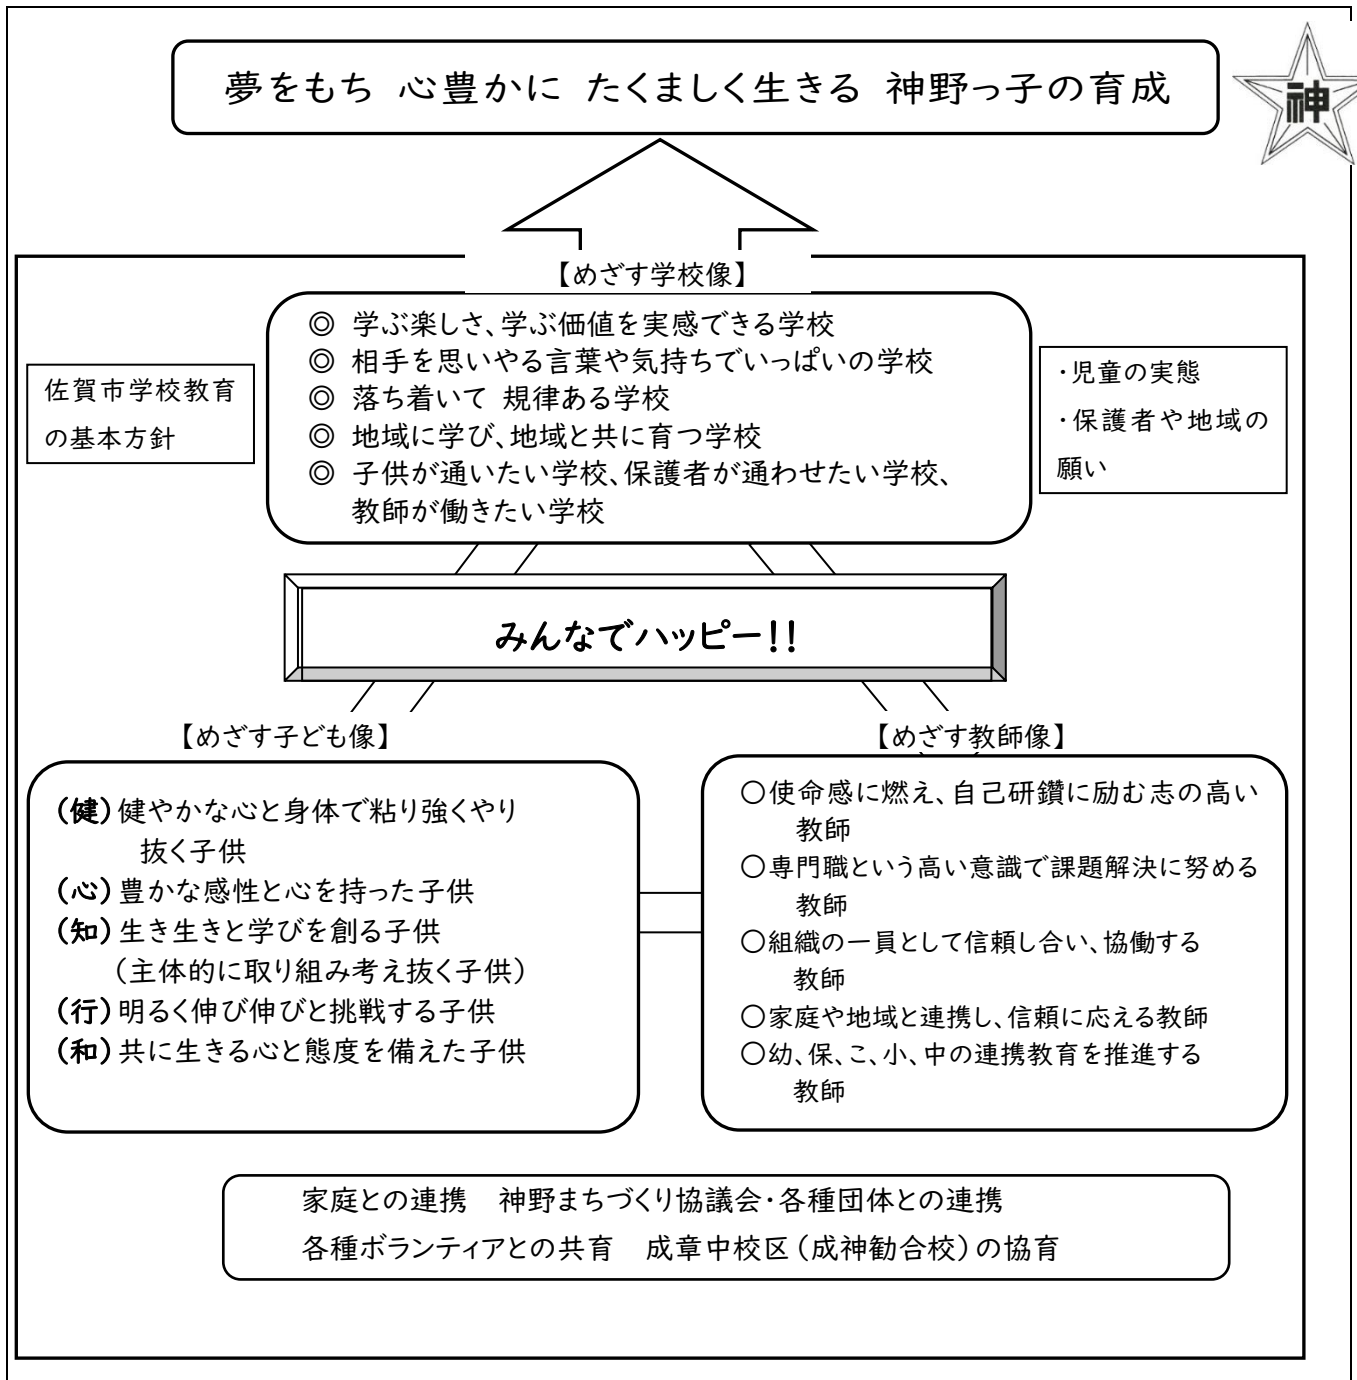 夢をもち 心豊かに たくましく生きる 神野っ子の育成
神
【めざす学校像】
◎ 学ぶ楽しさ、学ぶ価値を実感できる学校
◎ 相手を思いやる言葉や気持ちでいっぱいの学校
◎ 落ち着いて 規律ある学校
◎ 地域に学び、地域と共に育つ学校
◎ 子供が通いたい学校、保護者が通わせたい学校、
教師が働きたい学校
佐賀市学校教育
の基本方針
・児童の実態
・保護者や地域の
願い
みんなでハッピー!!
【めざす子ども像】
(健)健やかな心と身体で粘り強くやり
抜く子供
(心)豊かな感性と心を持った子供
(知)生き生きと学びを創る子供
(主体的に取り組み考え抜く子供)
(行)明るく伸び伸びと挑戦する子供
(和)共に生きる心と態度を備えた子供
【めざす教師像】
○使命感に燃え、自己研鑽に励む志の高い
教師
○専門職という高い意識で課題解決に努める
教師
○組織の一員として信頼し合い、協働する
教師
○家庭や地域と連携し、信頼に応える教師
○幼、保、こ、小、中の連携教育を推進する
教師
家庭との連携 神野まちづくり協議会・各種団体との連携
各種ボランティアとの共育 成章中校区(成神勧合校)の協育